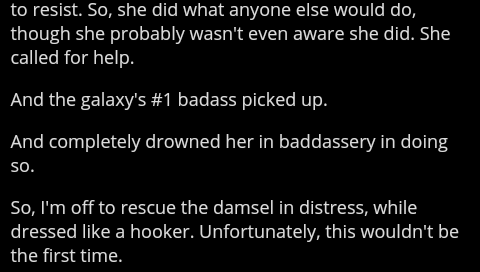 to resist. So, she did what anyone else would do,
though she probably wasn't even aware she did. She
called for help.
And the galaxy's #1 badass picked up.
And completely drowned her in baddassery in doing
so.
So, I'm off to rescue the damsel in distress, while
dressed like a hooker. Unfortunately, this wouldn't be
the first time.